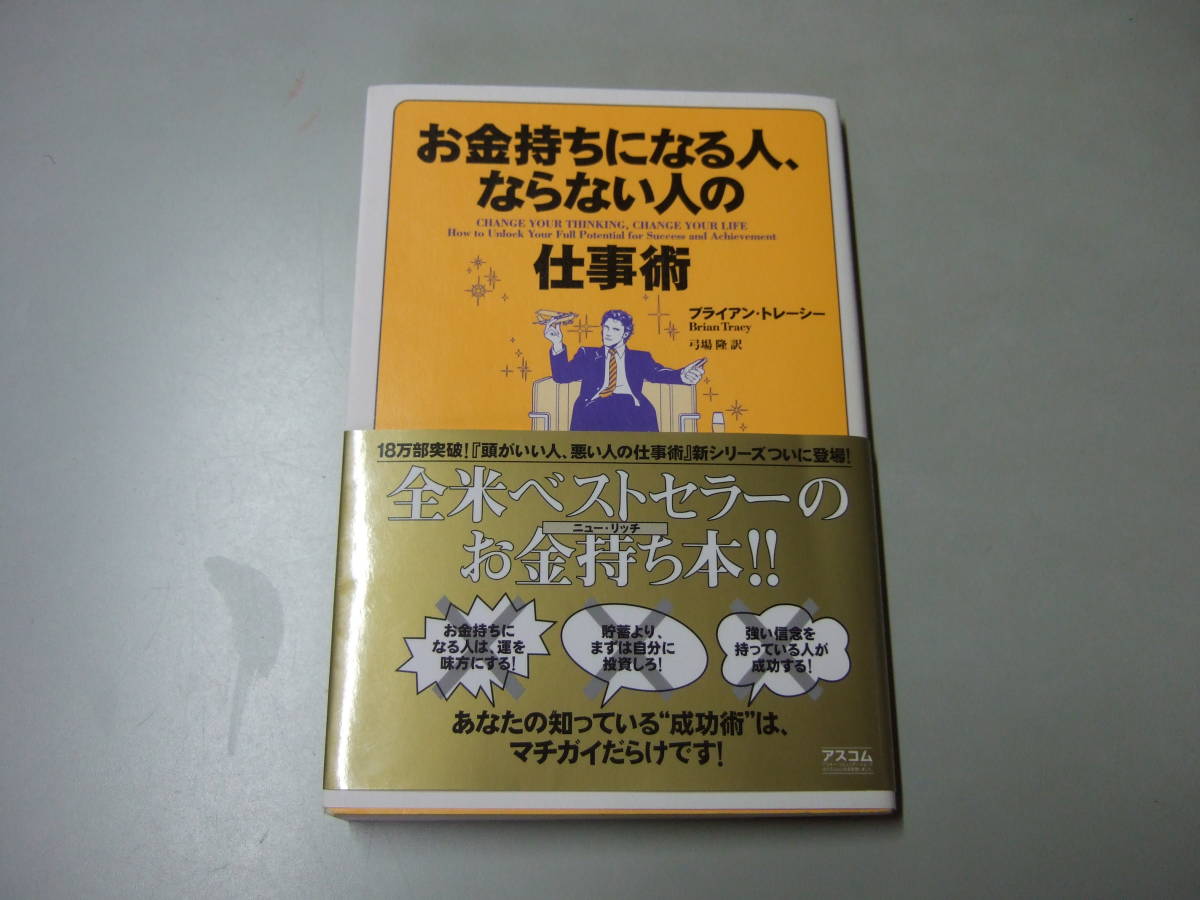 お金持ちになる人、
ならない人の
CHANGE YOUR THINKING, CHANGE YOUR LIFE
How to Unlock Your Full Potential for Success and Achievement
仕事術
ブライアン・トレーシー
Brian Tracy
弓場 隆 訳
18万部突破!『頭がいい人、悪い人の仕事術』新シリーズついに登場!
全米ベストセラーの
ニュー・リッチ
お金持ち本!!
お金持ちに
なる人は、運を
味方にする!
貯蓄より、
まずは自分に
投資しろ!
強い信念を
持っている人が
成功する!
あなたの知っている“成功術”は、
マチガイだらけです!
アスコム